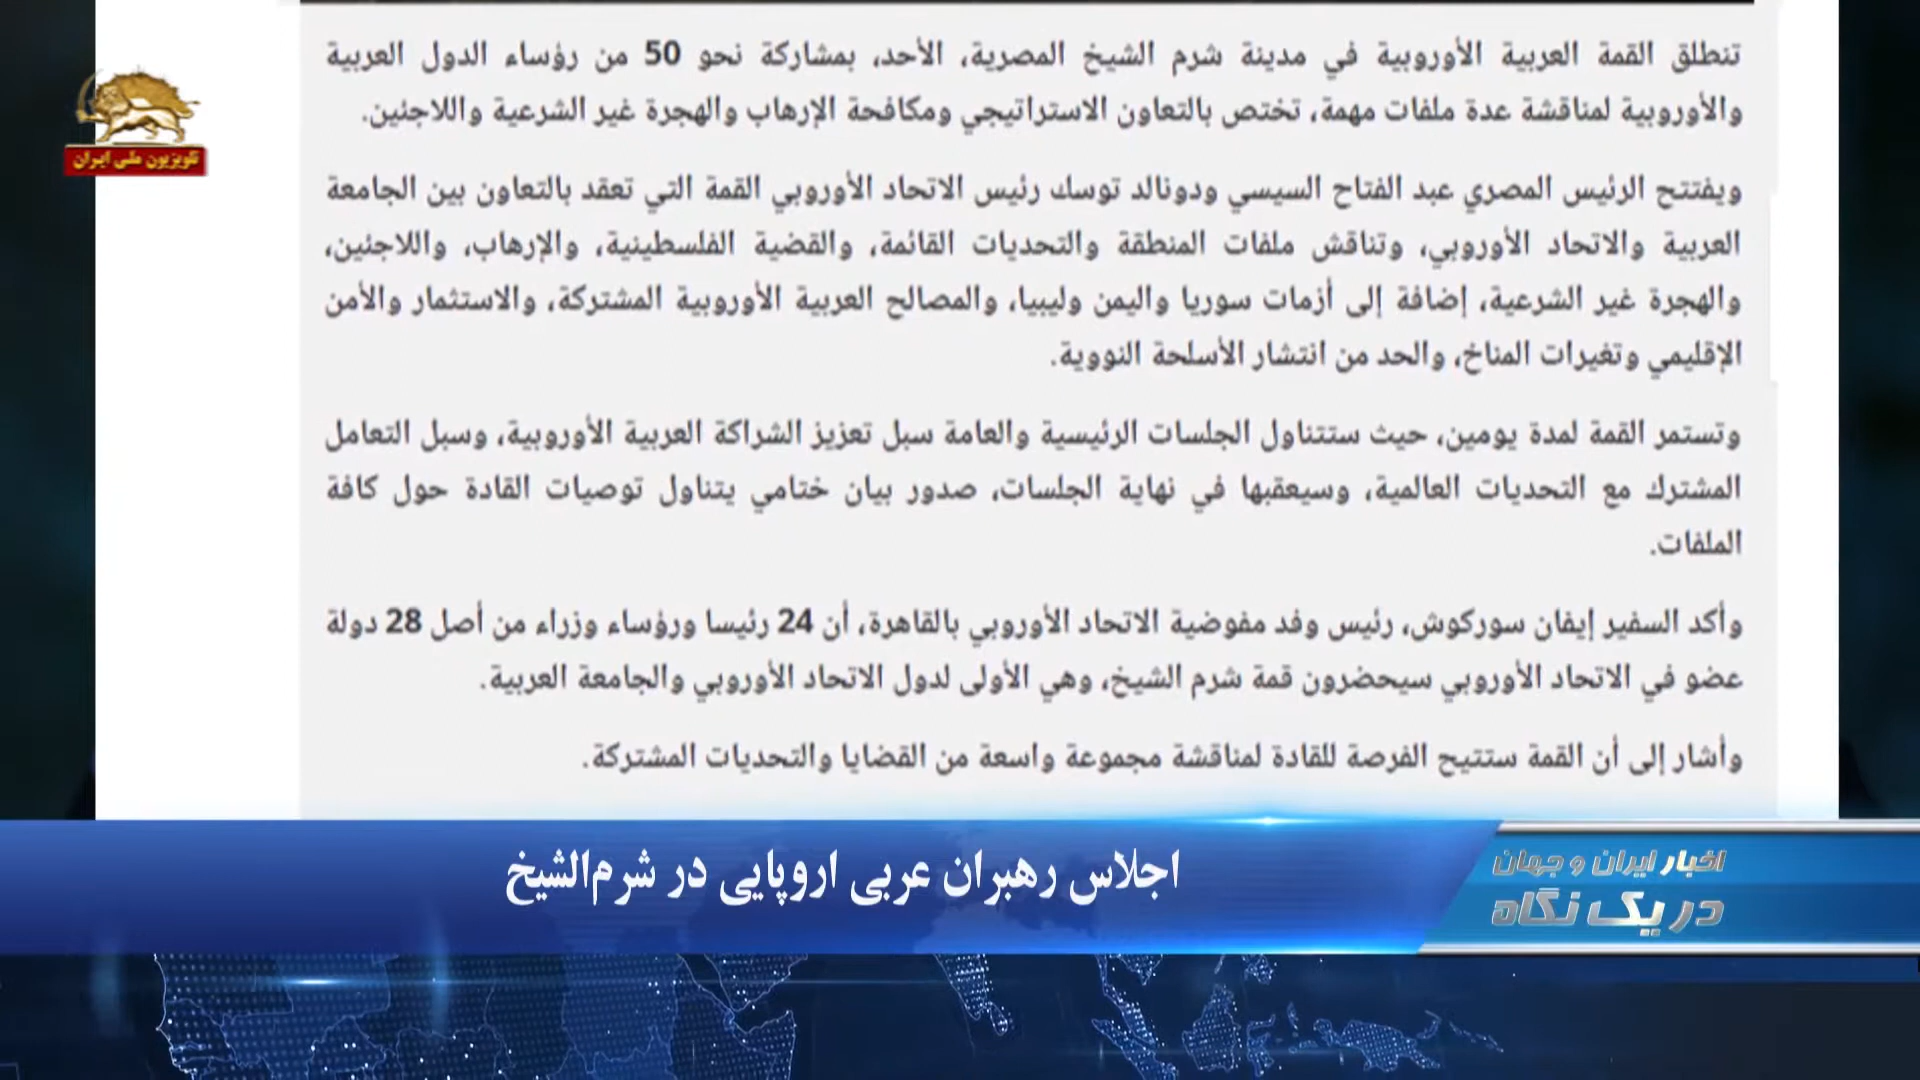 تنطلق القمة العربية الأوروبية في مدينة شرم الشيخ المصرية، الأحد، بمشاركة نحو 50 من رؤساء الدول العربية
والأوروبية لمناقشة عدة ملفات مهمة، تختص بالتعاون الاستراتيجي ومكافحة الإرهاب والهجرة غير الشرعية واللاجئين.
ويفتتح الرئيس المصري عبد الفتاح السيسي ودونالد توسك رئيس الاتحاد الأوروبي القمة التي تعقد بالتعاون بين الجامعة
العربية والاتحاد الأوروبي، وتناقش ملفات المنطقة والتحديات القائمة، والقضية الفلسطينية، والإرهاب، واللاجئين،
والهجرة غير الشرعية، إضافة إلى أزمات سوريا واليمن وليبيا، والمصالح العربية الأوروبية المشتركة، والاستثمار والأمن
الإقليمي وتغيرات المناخ، والحد من انتشار الأسلحة النووية.
وتستمر القمة لمدة يومين، حيث ستتناول الجلسات الرئيسية والعامة سبل تعزيز الشراكة العربية الأوروبية، وسبل التعامل
المشترك مع التحديات العالمية، وسيعقبها في نهاية الجلسات، صدور بيان ختامي يتناول توصيات القادة حول كافة
الملفات.
وأكد السفير إيفان سوركوش، رئيس وفد مفوضية الاتحاد الأوروبي بالقاهرة، أن 24 رئيسا ورؤساء وزراء من أصل 28 دولة
عضو في الاتحاد الأوروبي سيحضرون قمة شرم الشيخ، وهي الأولى لدول الاتحاد الأوروبي والجامعة العربية.
وأشار إلى أن القمة ستتيح الفرصة للقادة لمناقشة مجموعة واسعة من القضايا والتحديات المشتركة.
تلویزیون ملی ایران
اخبار ایران و جهان
در یک نگاه
اجلاس رهبران عربی اروپایی در شرم‌الشیخ